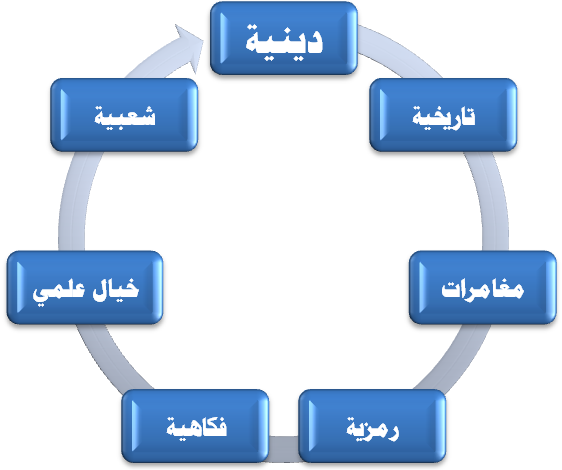 دينية
تاريخية
مغامرات
رمزية
فكاهية
خيال علمي
شعبية